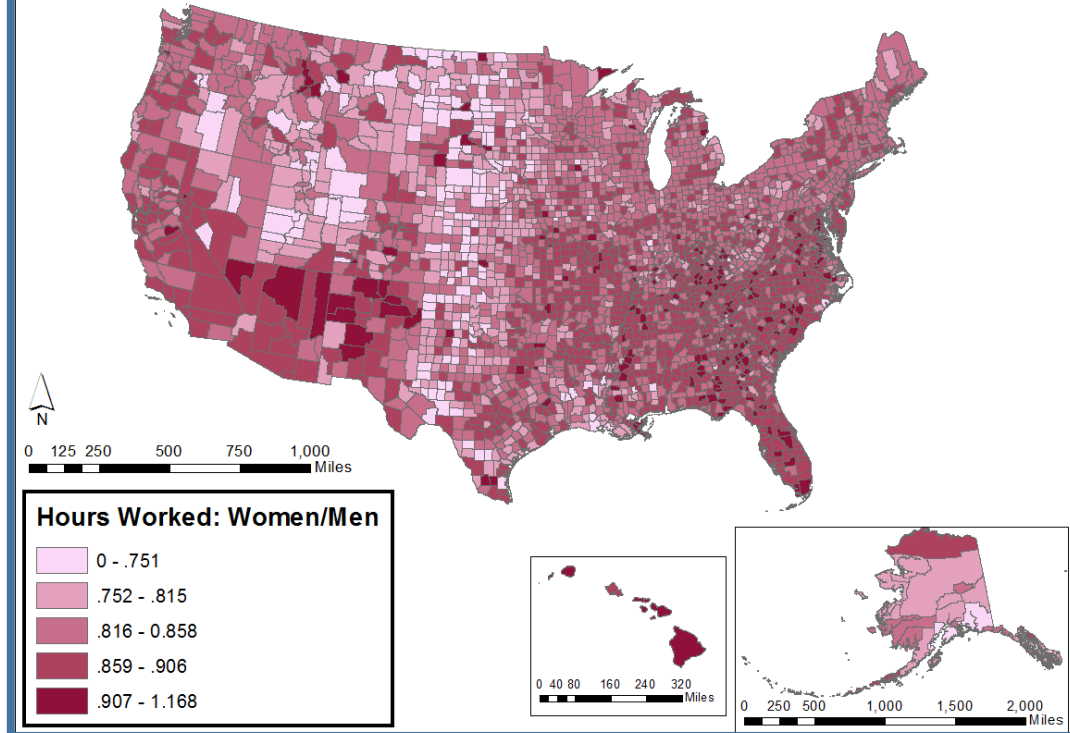 N
0 125 250 500 750 1,000
Miles
Hours Worked: Women/Men
0 - .751
.752 - .815
.816 - 0.858
.859 - .906
.907 - 1.168
0 40 80 160 240 320
Miles
0 250 500 1,000 1,500 2,000
Miles